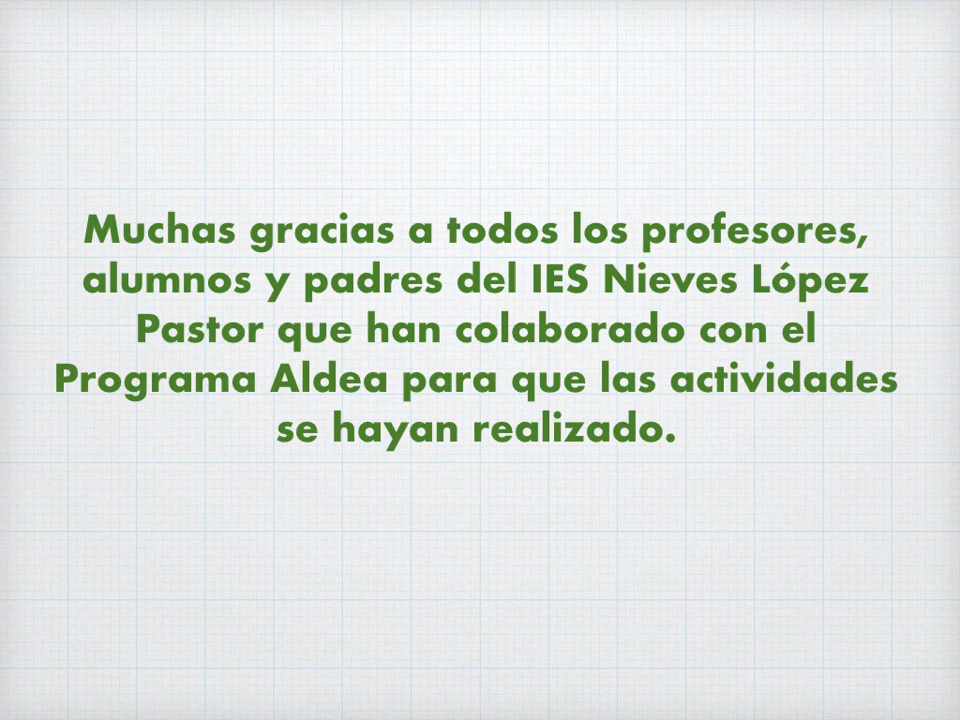 Muchas gracias a todos los profesores,
alumnos y padres del IES Nieves López
Pastor que han colaborado con el
Programa Aldea para que las actividades
se hayan realizado.